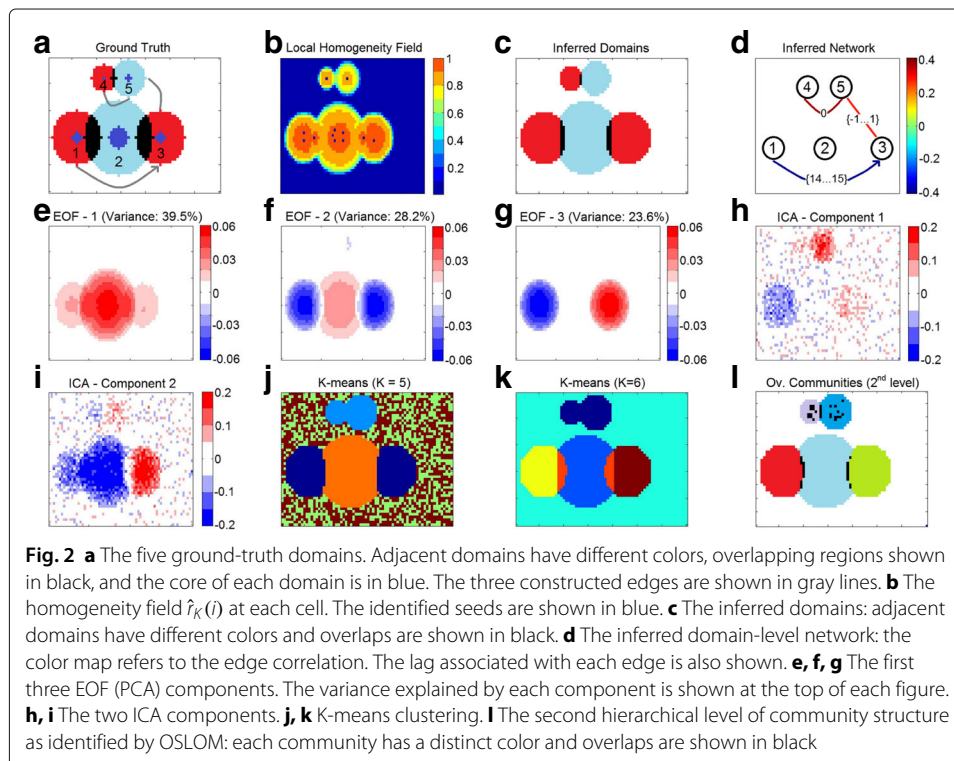 a
Ground Truth
4
5
1
2
3
b
Local Homogeneity Field
1
0.8
0.6
0.4
0.2
c
Inferred Domains
d
Inferred Network
4
5
0
{-1...1}
1
2
3
{14...15}
0.4
0.2
0
-0.2
-0.4
e
EOF - 1 (Variance: 39.5%)
0.06
0.03
0
-0.03
-0.06
f
EOF - 2 (Variance: 28.2%)
0.06
0.03
0
-0.03
-0.06
g
EOF - 3 (Variance: 23.6%)
0.06
0.03
0
-0.03
-0.06
h
ICA - Component 1
0.2
0.1
0
-0.1
-0.2
i
ICA - Component 2
0.2
0.1
0
-0.1
-0.2
j
K-means (K = 5)
k
K-means (K=6)
l
Ov. Communities (2nd level)
Fig. 2 a The five ground-truth domains. Adjacent domains have different colors, overlapping regions shown
in black, and the core of each domain is in blue. The three constructed edges are shown in gray lines. b The
homogeneity field r̂K(i) at each cell. The identified seeds are shown in blue. c The inferred domains: adjacent
domains have different colors and overlaps are shown in black. d The inferred domain-level network: the
color map refers to the edge correlation. The lag associated with each edge is also shown. e, f, g The first
three EOF (PCA) components. The variance explained by each component is shown at the top of each figure.
h, i The two ICA components. j, k K-means clustering. l The second hierarchical level of community structure
as identified by OSLOM: each community has a distinct color and overlaps are shown in black